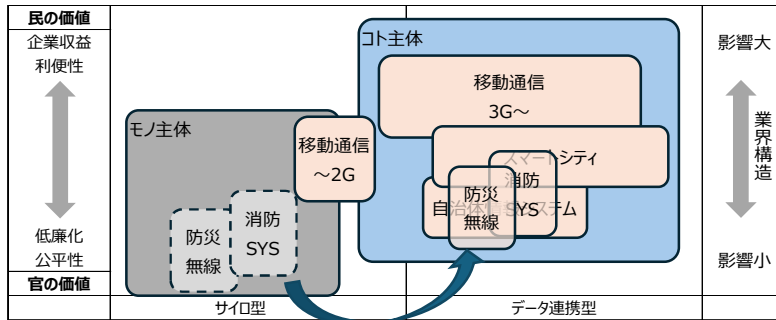 民の価値
企業収益
利便性
低廉化
公平性
官の価値
モノ主体
防災
無線
消防
SYS
移動通信
～2G
コト主体
移動通信
3G～
スマートシティ
消防
SYS
防災
無線
自治体
システム
影響大
業界構造
影響小
サイロ型
データ連携型